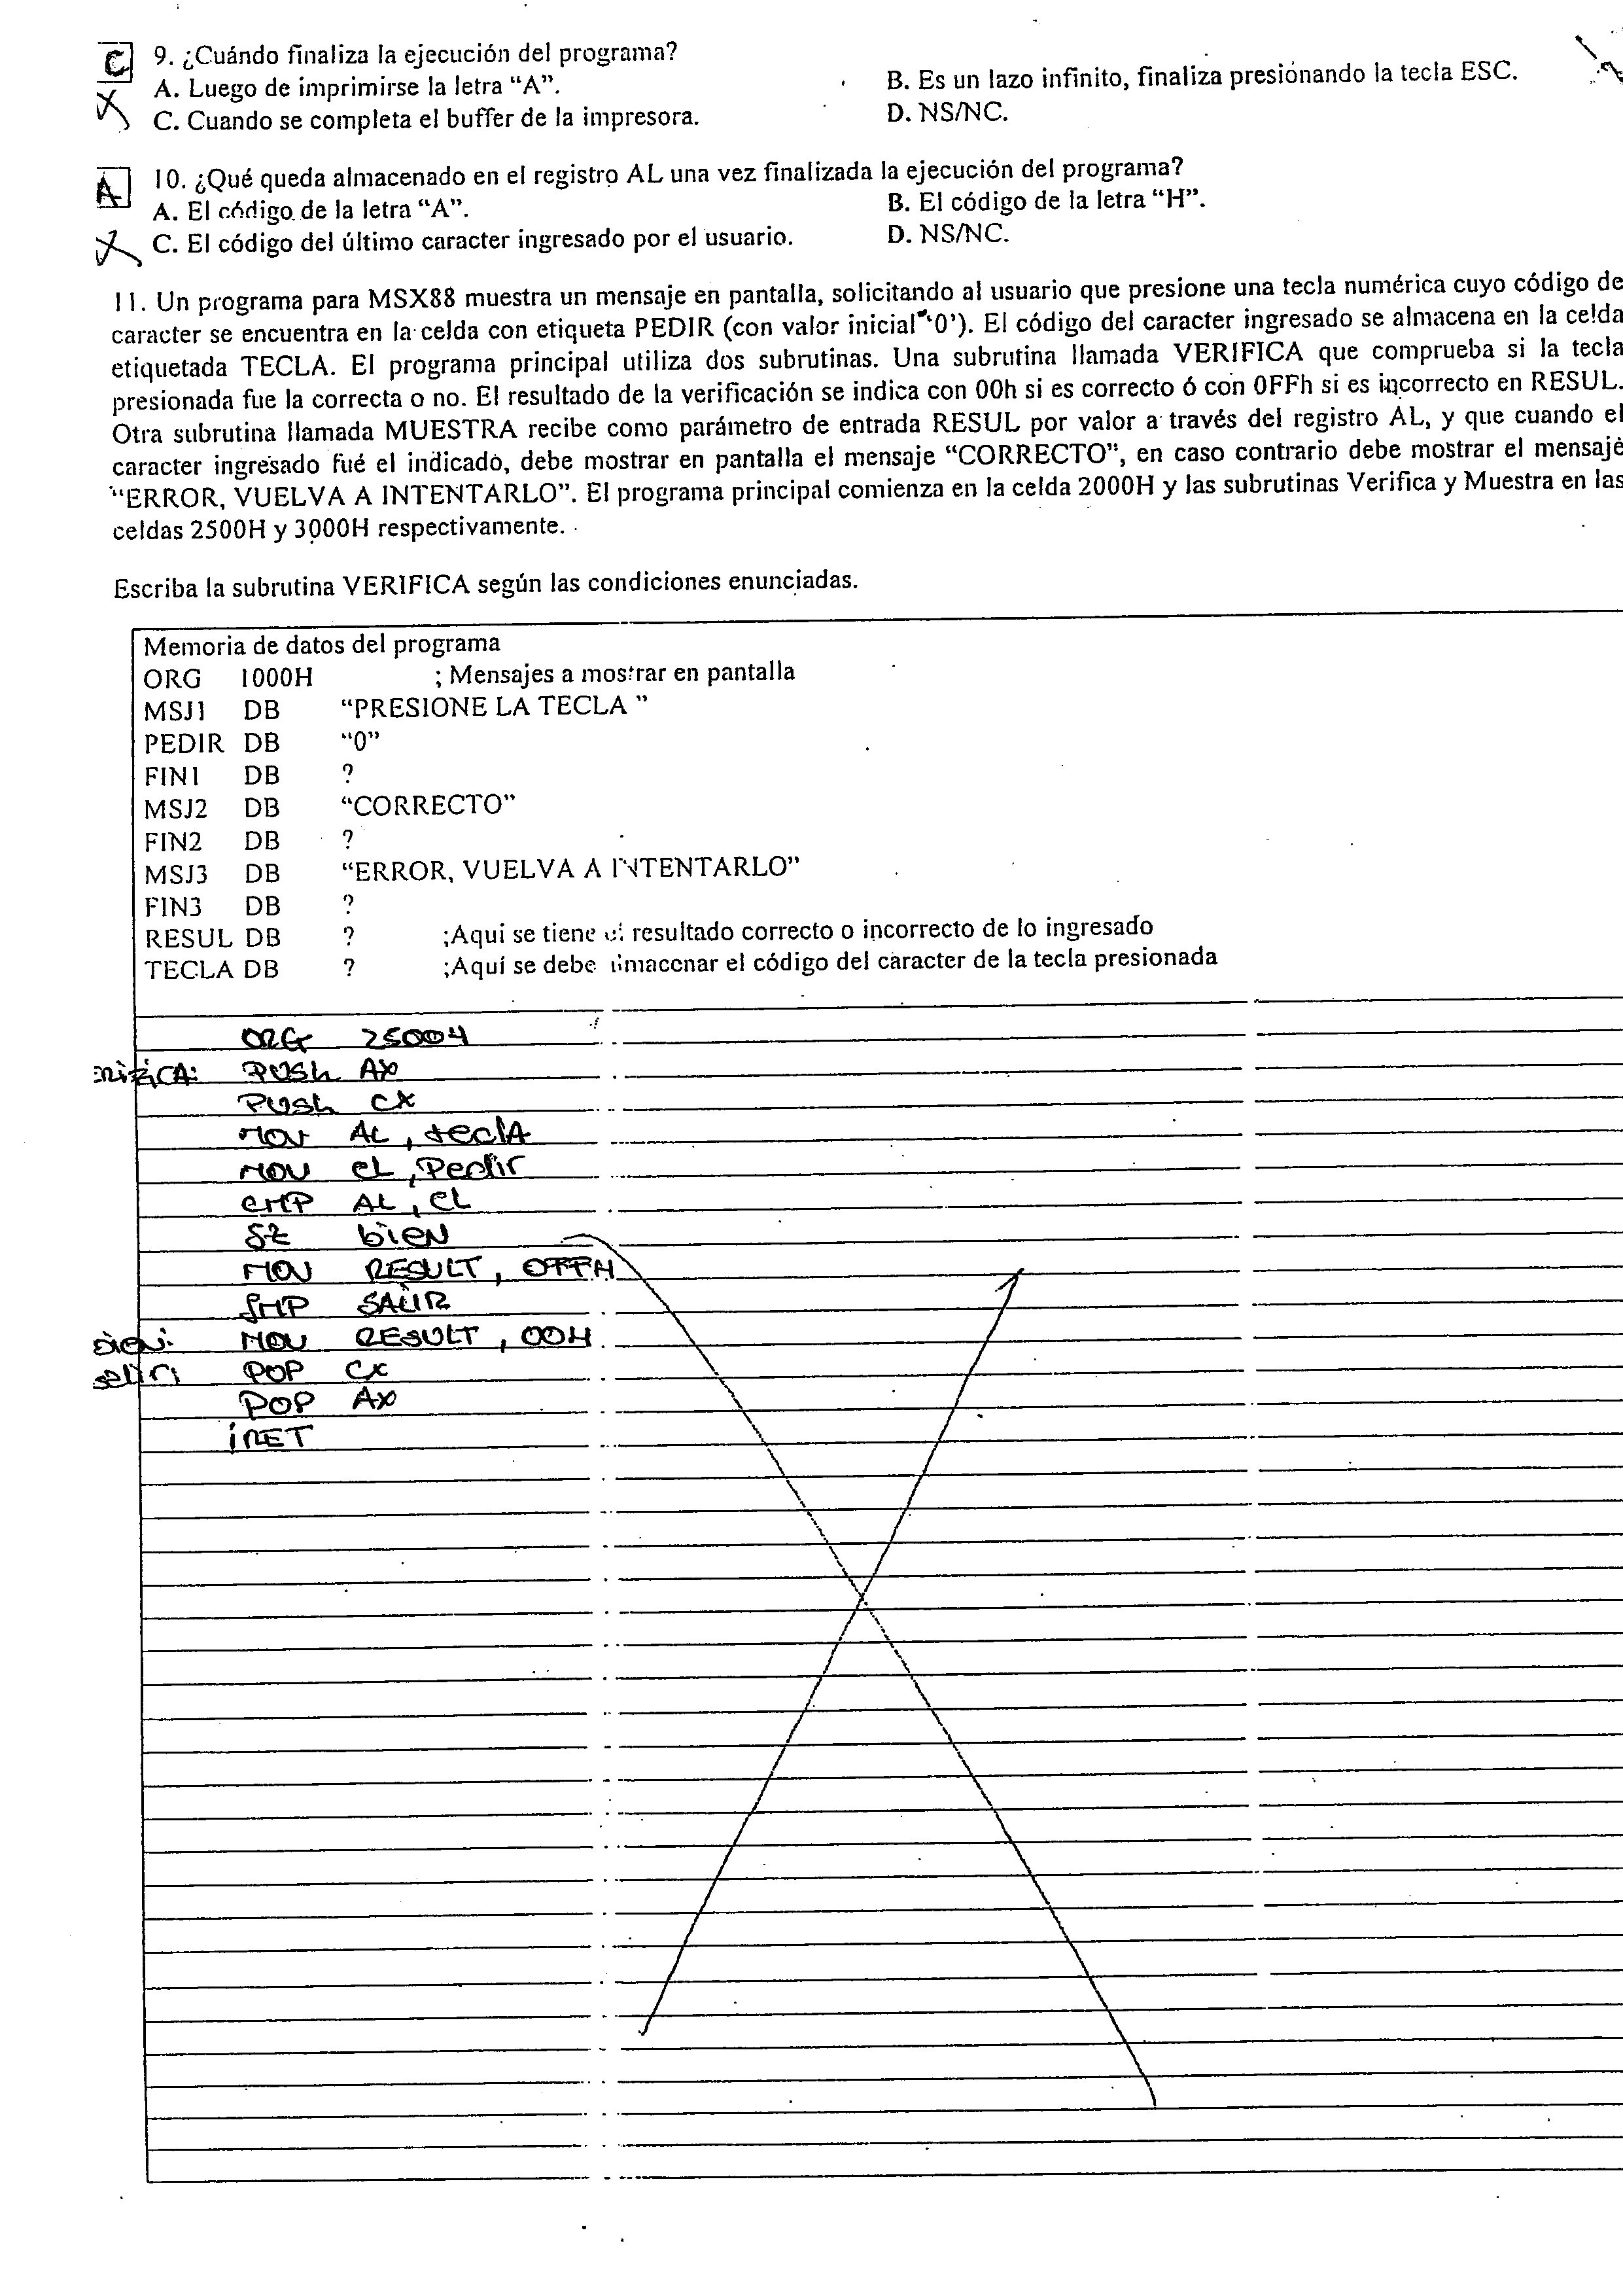 C 9. ¿Cuándo finaliza la ejecución del programa?
A. Luego de imprimirse la letra “A”. B. Es un lazo infinito, finaliza presionando la tecla ESC.
C. Cuando se completa el buffer de la impresora. D. NS/NC.
A 10. ¿Qué queda almacenado en el registro AL una vez finalizada la ejecución del programa?
A. El código de la letra “A”. B. El código de la letra “H”.
C. El código del último caracter ingresado por el usuario. D. NS/NC.
11. Un programa para MSX88 muestra un mensaje en pantalla, solicitando al usuario que presione una tecla numérica cuyo código de
caracter se encuentra en la celda con etiqueta PEDIR (con valor inicial ‘0’). El código del caracter ingresado se almacena en la celda
etiquetada TECLA. El programa principal utiliza dos subrutinas. Una subrutina llamada VERIFICA que comprueba si la tecla
presionada fue la correcta o no. El resultado de la verificación se indica con 00h si es correcto ó con 0FFh si es incorrecto en RESUL.
Otra subrutina llamada MUESTRA recibe como parámetro de entrada RESUL por valor a través del registro AL, y que cuando el
caracter ingresado fué el indicado, debe mostrar en pantalla el mensaje “CORRECTO”, en caso contrario debe mostrar el mensaje
“ERROR, VUELVA A INTENTARLO”. El programa principal comienza en la celda 2000H y las subrutinas Verifica y Muestra en las
celdas 2500H y 3000H respectivamente.
Escriba la subrutina VERIFICA según las condiciones enunciadas.
Memoria de datos del programa
ORG 1000H ; Mensajes a mostrar en pantalla
MSJ1 DB “PRESIONE LA TECLA ”
PEDIR DB “0”
FIN1 DB ?
MSJ2 DB “CORRECTO”
FIN2 DB ?
MSJ3 DB “ERROR, VUELVA A INTENTARLO”
FIN3 DB ?
RESUL DB ? ;Aqui se tiene el resultado correcto o incorrecto de lo ingresado
TECLA DB ? ;Aquí se debe almacenar el código del caracter de la tecla presionada
ORG 2500H
ERIFICA: PUSH AX
PUSH CX
MOV AL, tecla
MOV CL, Pedir
CMP AL, CL
JZ bien
MOV RESULT, 0FFH
JMP SALIR
bien: MOV RESULT, 00H
salir: POP CX
POP AX
IRET